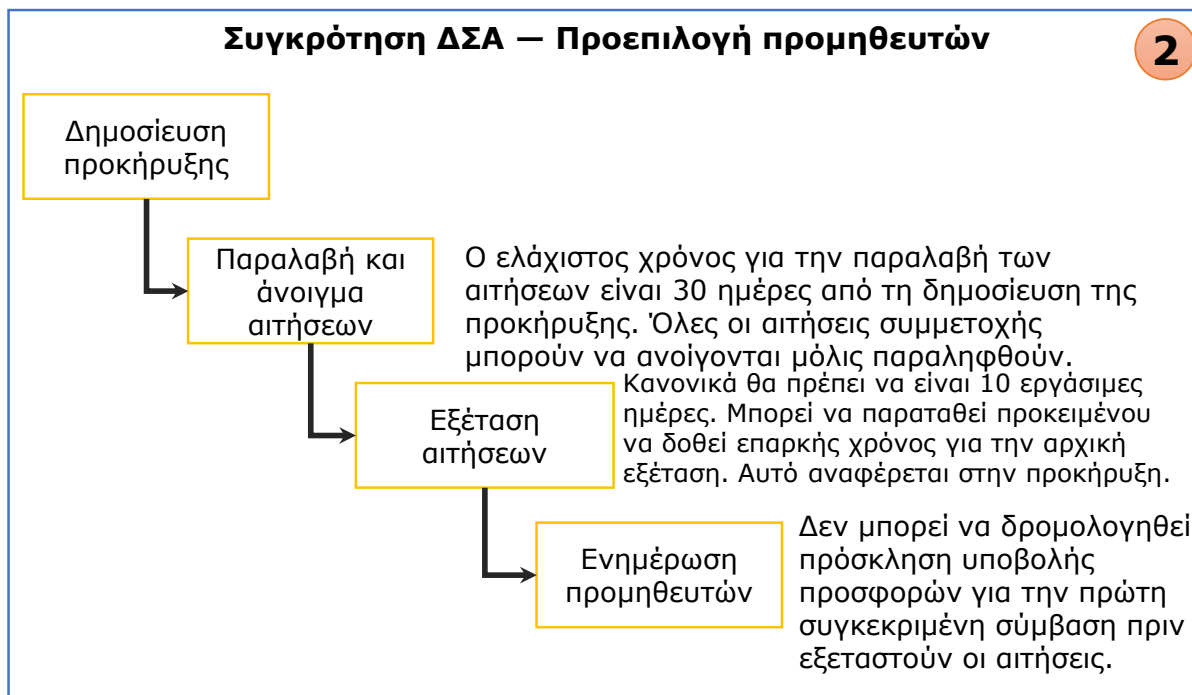 Συγκρότηση ΔΣΑ — Προεπιλογή προμηθευτών
2
Δημοσίευση
προκήρυξης
Παραλαβή και
άνοιγμα
αιτήσεων
Ο ελάχιστος χρόνος για την παραλαβή των
αιτήσεων είναι 30 ημέρες από τη δημοσίευση της
προκήρυξης. Όλες οι αιτήσεις συμμετοχής
μπορούν να ανοίγονται μόλις παραληφθούν.
Εξέταση
αιτήσεων
Κανονικά θα πρέπει να είναι 10 εργάσιμες
ημέρες. Μπορεί να παραταθεί προκειμένου
να δοθεί επαρκής χρόνος για την αρχική
εξέταση. Αυτό αναφέρεται στην προκήρυξη.
Ενημέρωση
προμηθευτών
Δεν μπορεί να δρομολογηθεί
πρόσκληση υποβολής
προσφορών για την πρώτη
συγκεκριμένη σύμβαση πριν
εξεταστούν οι αιτήσεις.